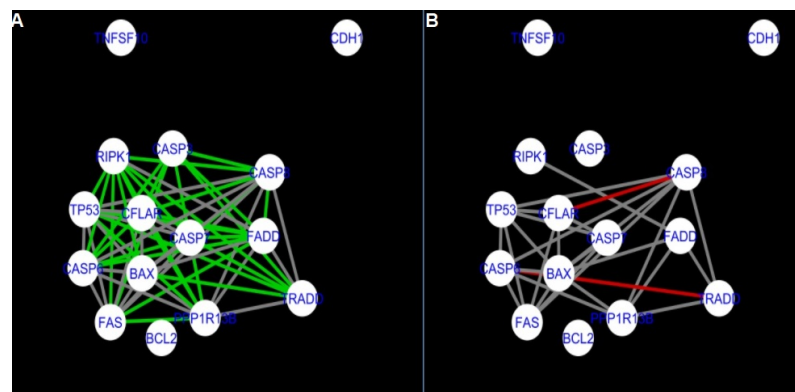 A
TNFSF10
CDH1
RIPK1
CASP3
CASP8
TP53
CFLAR
CASP7
FADD
CASP6
BAX
TRADD
FAS
PPP1R13B
BCL2
B
TNFSF10
CDH1
RIPK1
CASP3
CASP8
TP53
CFLAR
CASP7
FADD
CASP6
BAX
TRADD
FAS
PPP1R13B
BCL2